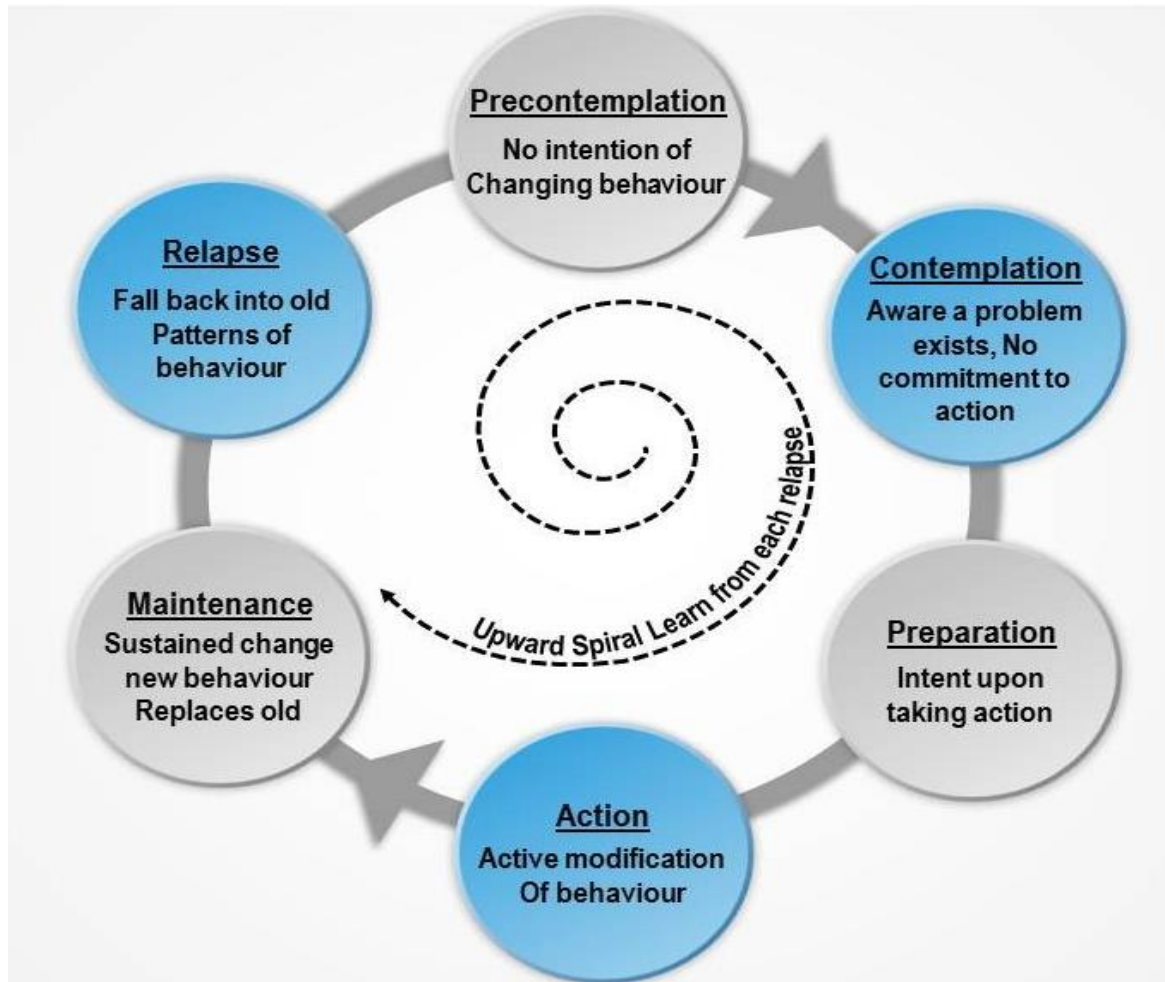 Precontemplation
No intention of
Changing behaviour
Contemplation
Aware a problem
exists, No
commitment to
action
Preparation
Intent upon
taking action
Action
Active modification
Of behaviour
Maintenance
Sustained change
new behaviour
Replaces old
Relapse
Fall back into old
Patterns of
behaviour
Upward Spiral Learn from each relapse